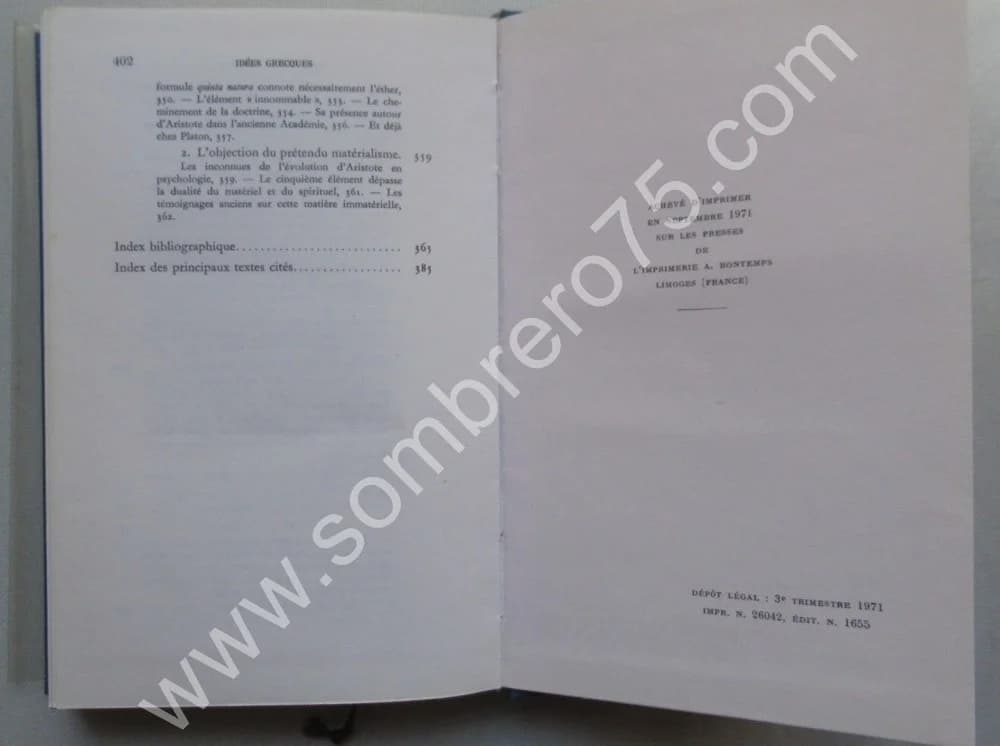 402 IDÉES GRECQUES
formule quinta natura connote nécessairement l'éther,
350. — L'élément « innommable », 353. — Le che-
minement de la doctrine, 354. — Sa présence autour
d'Aristote dans l'ancienne Académie, 356. — Et déjà
chez Platon, 357.
2. L'objection du prétendu matérialisme. 359
Les inconnues de l'évolution d'Aristote en
psychologie, 359. — Le cinquième élément dépasse
la dualité du matériel et du spirituel, 361. — Les
témoignages anciens sur cette matière immatérielle,
362.
Index bibliographique........................... 365
Index des principaux textes cités.................. 385
ACHEVÉ D'IMPRIMER
EN SEPTEMBRE 1971
SUR LES PRESSES
DE
L'IMPRIMERIE A. BONTEMPS
LIMOGES (FRANCE)
DÉPÔT LÉGAL : 3e TRIMESTRE 1971
IMPR. N. 26042, ÉDIT. N. 1655
www.sombrero75.com